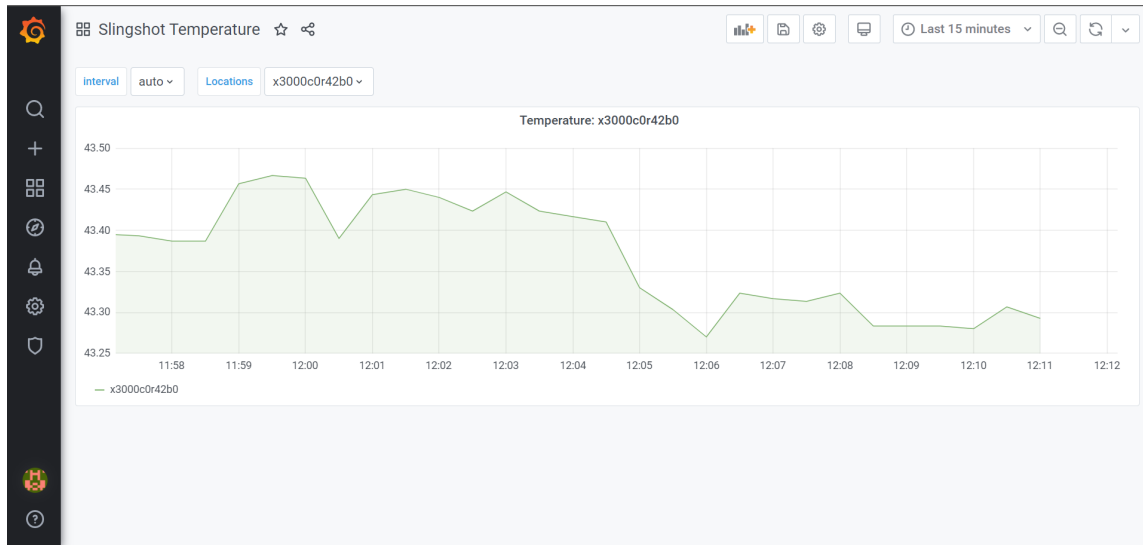 Slingshot Temperature
Last 15 minutes
interval auto Locations x3000c0r42b0
Temperature: x3000c0r42b0
43.50
43.45
43.40
43.35
43.30
43.25
11:58 11:59 12:00 12:01 12:02 12:03 12:04 12:05 12:06 12:07 12:08 12:09 12:10 12:11 12:12
x3000c0r42b0